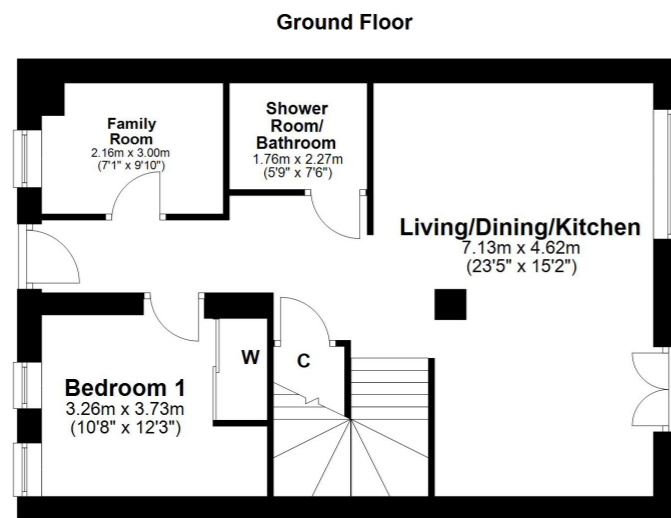 Ground Floor
Family
Room
2.16m x 3.00m
(7'1" x 9'10")
Shower
Room/
Bathroom
1.76m x 2.27m
(5'9" x 7'6")
Living/Dining/Kitchen
7.13m x 4.62m
(23'5" x 15'2")
W
C
Bedroom 1
3.26m x 3.73m
(10'8" x 12'3")